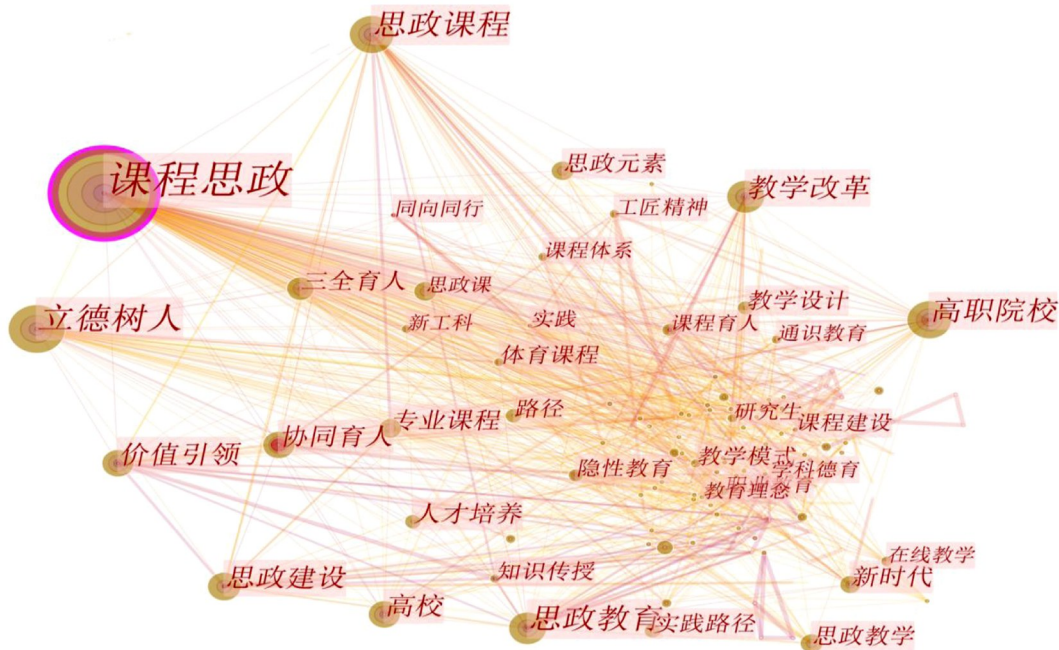 思政课程
课程思政
思政元素
教学改革
同向同行
工匠精神
课程体系
三全育人
思政课
教学设计
高职院校
立德树人
新工科
实践
课程育人
通识教育
体育课程
路径
专业课程
研究生
课程建设
协同育人
价值引领
隐性教育
教学模式
学科德育
职业教育
教育理念
人才培养
在线教学
思政建设
知识传授
新时代
高校
思政教育
实践路径
思政教学